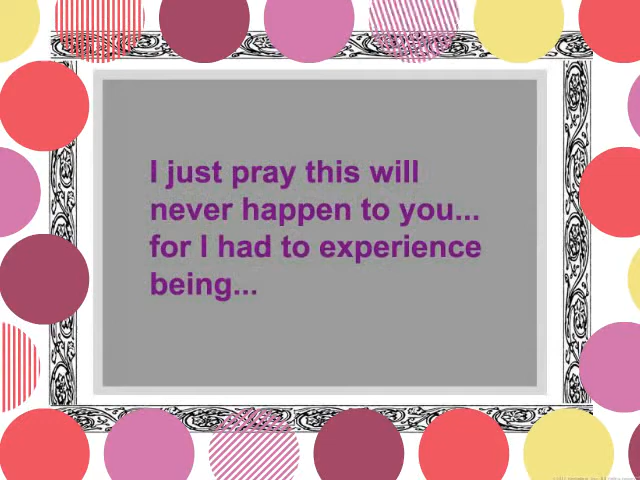 I just pray this will
never happen to you...
for I had to experience
being...